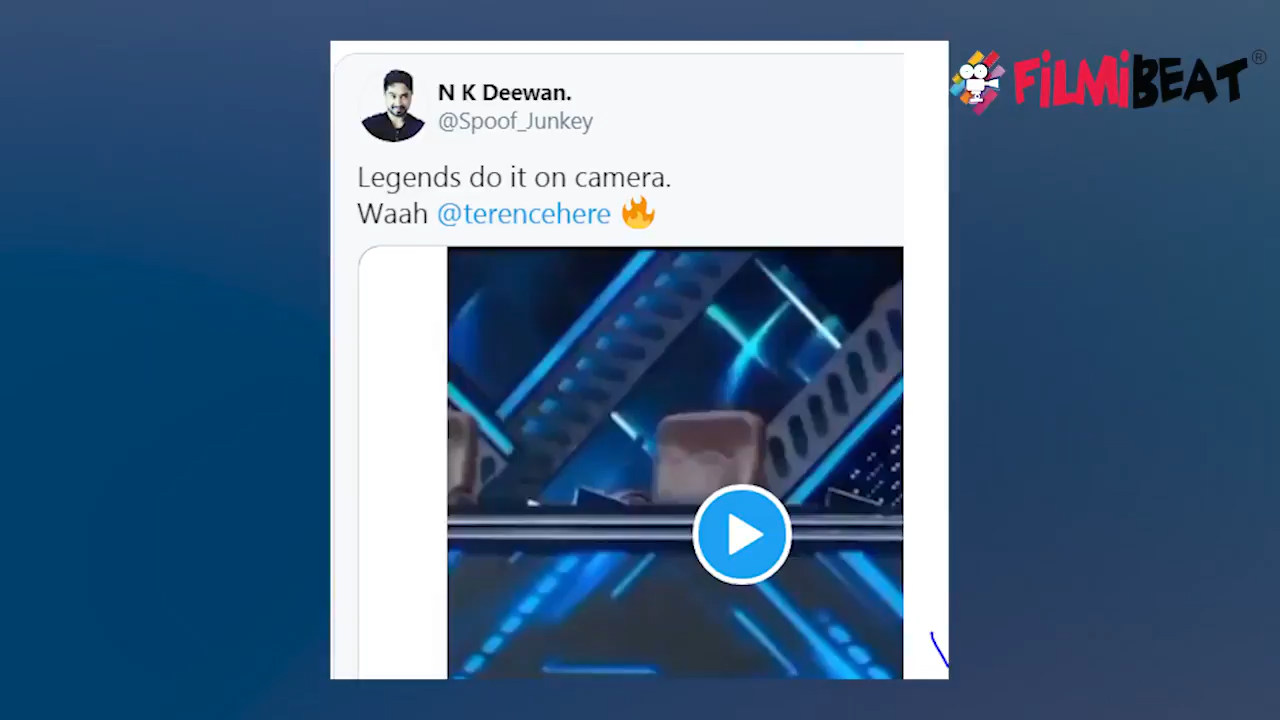 N K Deewan.
@Spoof_Junkey
Legends do it on camera.
Waah @terencehere 🔥
FiLMiBEAT®